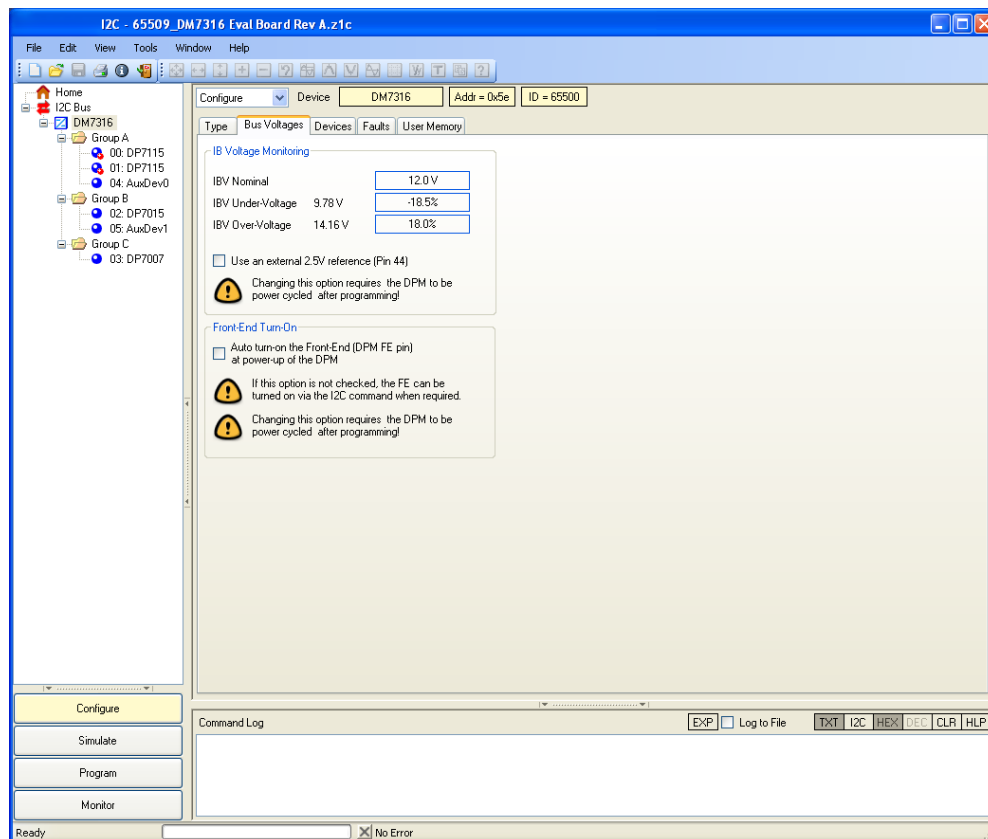 I2C - 65509_DM7316 Eval Board Rev A.z1c
File Edit View Tools Window Help
Home
I2C Bus
DM7316
Group A
00: DP7115
01: DP7115
04: AuxDev0
Group B
02: DP7015
05: AuxDev1
Group C
03: DP7007
Configure Device DM7316 Addr = 0x5e ID = 65500
Type Bus Voltages Devices Faults User Memory
IB Voltage Monitoring
IBV Nominal 12.0 V
IBV Under-Voltage 9.78 V -18.5%
IBV Over-Voltage 14.16 V 18.0%
Use an external 2.5V reference (Pin 44)
Changing this option requires the DPM to be
power cycled after programming!
Front-End Turn-On
Auto turn-on the Front-End (DPM FE pin)
at power-up of the DPM
If this option is not checked, the FE can be
turned on via the I2C command when required.
Changing this option requires the DPM to be
power cycled after programming!
Configure
Simulate
Program
Monitor
Command Log EXP Log to File TXT I2C HEX DEC CLR HLP
Ready No Error